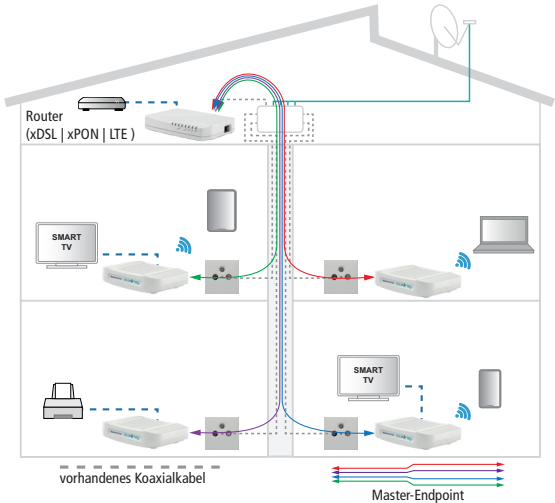 Router
(xDSL | xPON | LTE )
SMART
TV
SMART
TV
vorhandenes Koaxialkabel
Master-Endpoint